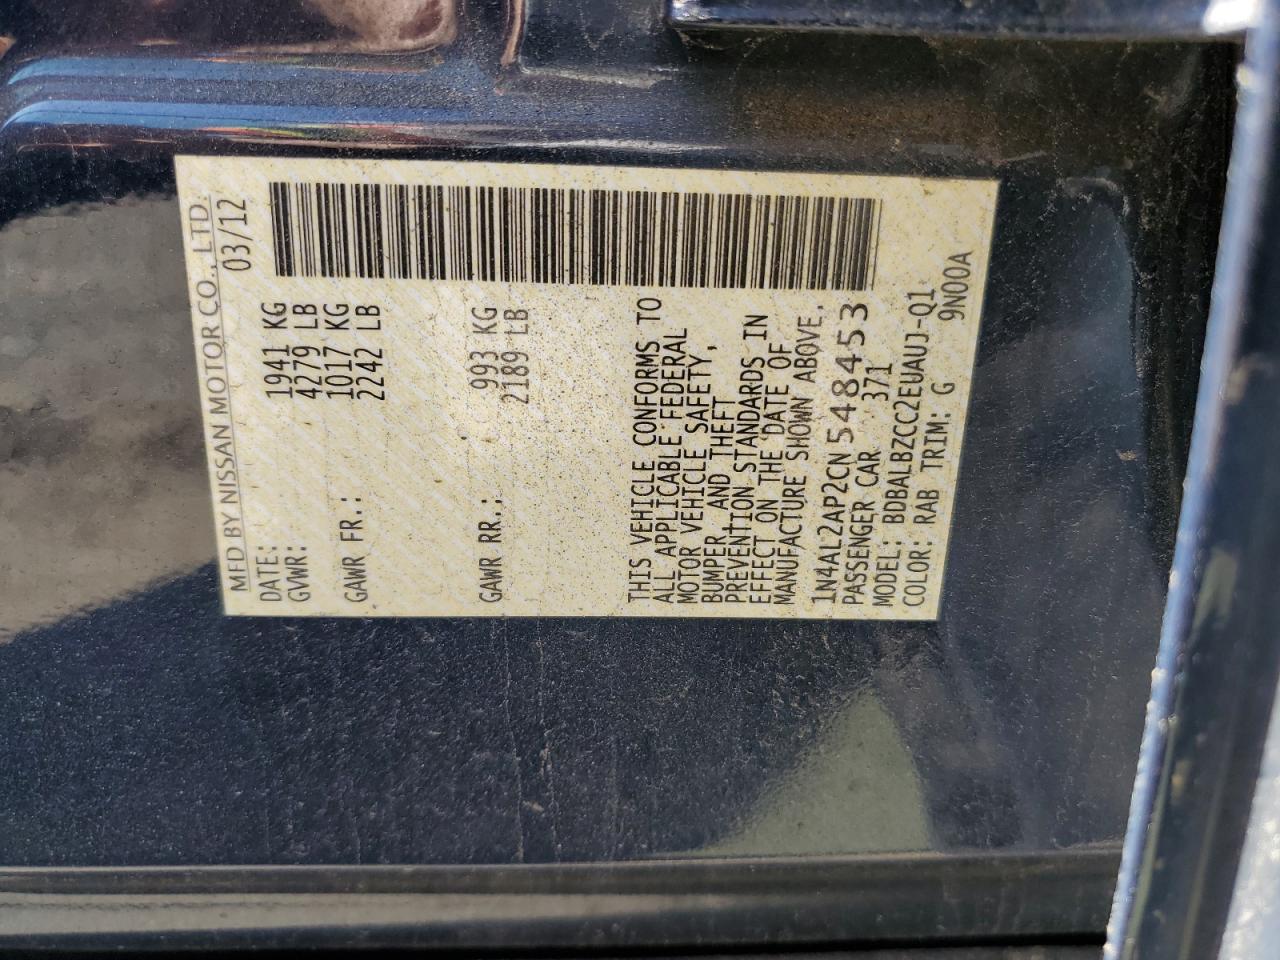 MFD BY NISSAN MOTOR CO., LTD.
DATE: 03/12
GVWR: 1941 KG
4279 LB
GAWR FR.: 1017 KG
2242 LB
GAWR RR.: 993 KG
2189 LB
THIS VEHICLE CONFORMS TO
ALL APPLICABLE FEDERAL
MOTOR VEHICLE SAFETY,
BUMPER, AND THEFT
PREVENTION STANDARDS IN
EFFECT ON THE DATE OF
MANUFACTURE SHOWN ABOVE.
1N4AL2AP2CN548453
PASSENGER CAR 371
MODEL: BDBALBZCC2EUAUJ-Q1
COLOR: RAB TRIM: G 9N00A